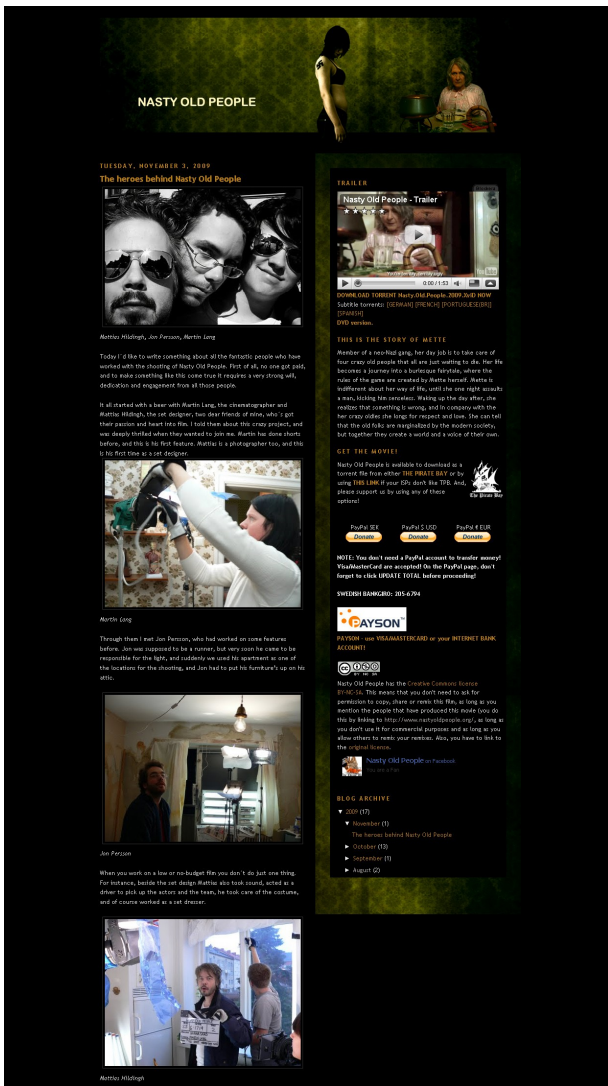 NASTY OLD PEOPLE
TUESDAY, NOVEMBER 3, 2009
The heroes behind Nasty Old People
Mattias Hildingh, Jon Persson, Martin Lang
Today I´d like to write something about all the fantastic people who have
worked with the shooting of Nasty Old People. First of all, no one got paid,
and to make something like this come true it requires a very strong will,
dedication and engagement from all those people.
It all started with a beer with Martin Lang, the cinematographer and
Mattias Hildingh, the set designer, two dear friends of mine, who´s got
their passion and heart into film. I told them about this crazy project, and
was deeply thrilled when they wanted to join me. Martin has done shorts
before, and this is his first feature. Mattias is a photographer too, and this
is his first time as a set designer.
Martin Lang
Through them I met Jon Persson, who had worked on some features
before. Jon was supposed to be a runner, but very soon he came to be
responsible for the light, and suddenly we used his apartment as one of
the locations for the shooting, and Jon had to put his furniture's up on his
attic.
Jon Persson
When you work on a low or no-budget film you don´t do just one thing.
For instance, beside the set design Mattias also took sound, acted as a
driver to pick up the actors and the team, he took care of the costume,
and of course worked as a set dresser.
Mattias Hildingh
TRAILER
Nasty Old People - Trailer
0:00 / 1:53
DOWNLOAD TORRENT Nasty.Old.People.2009.XviD NOW
Subtitle torrents: [GERMAN] [FRENCH] [PORTUGUESE(BR)]
[SPANISH]
DVD version.
THIS IS THE STORY OF METTE
Member of a neo-Nazi gang, her day job is to take care of
four crazy old people that all are just waiting to die. Her life
becomes a journey into a burlesque fairytale, where the
rules of the game are created by Mette herself. Mette is
indifferent about her way of life, until she one night assaults
a man, kicking him senseless. Waking up the day after, she
realizes that something is wrong, and in company with the
her crazy oldies she longs for respect and love. She can tell
that the old folks are marginalized by the modern society,
but together they create a world and a voice of their own.
GET THE MOVIE!
Nasty Old People is available to download as a
torrent file from either THE PIRATE BAY or by
using THIS LINK if your ISPs don't like TPB. And,
please support us by using any of these
options!
The Pirate Bay
PayPal SEK PayPal $ USD PayPal € EUR
Donate Donate Donate
NOTE: You don't need a PayPal account to transfer money!
Visa/MasterCard are accepted! On the PayPal page, don't
forget to click UPDATE TOTAL before proceeding!
SWEDISH BANKGIRO: 205-6794
PAYSON
PAYSON - use VISA/MASTERCARD or your INTERNET BANK
ACCOUNT!
cc
BY NC SA
Nasty Old People has the Creative Commons license
BY-NC-SA. This means that you don't need to ask for
permission to copy, share or remix this film, as long as you
mention the people that have produced this movie (you do
this by linking to http://www.nastyoldpeople.org/, as long as
you don't use it for commercial purposes and as long as you
allow others to remix your remixes. Also, you have to link to
the original licence.
Nasty Old People on Facebook
You are a Fan
BLOG ARCHIVE
▼ 2009 (17)
▼ November (1)
The heroes behind Nasty Old People
► October (13)
► September (1)
► August (2)